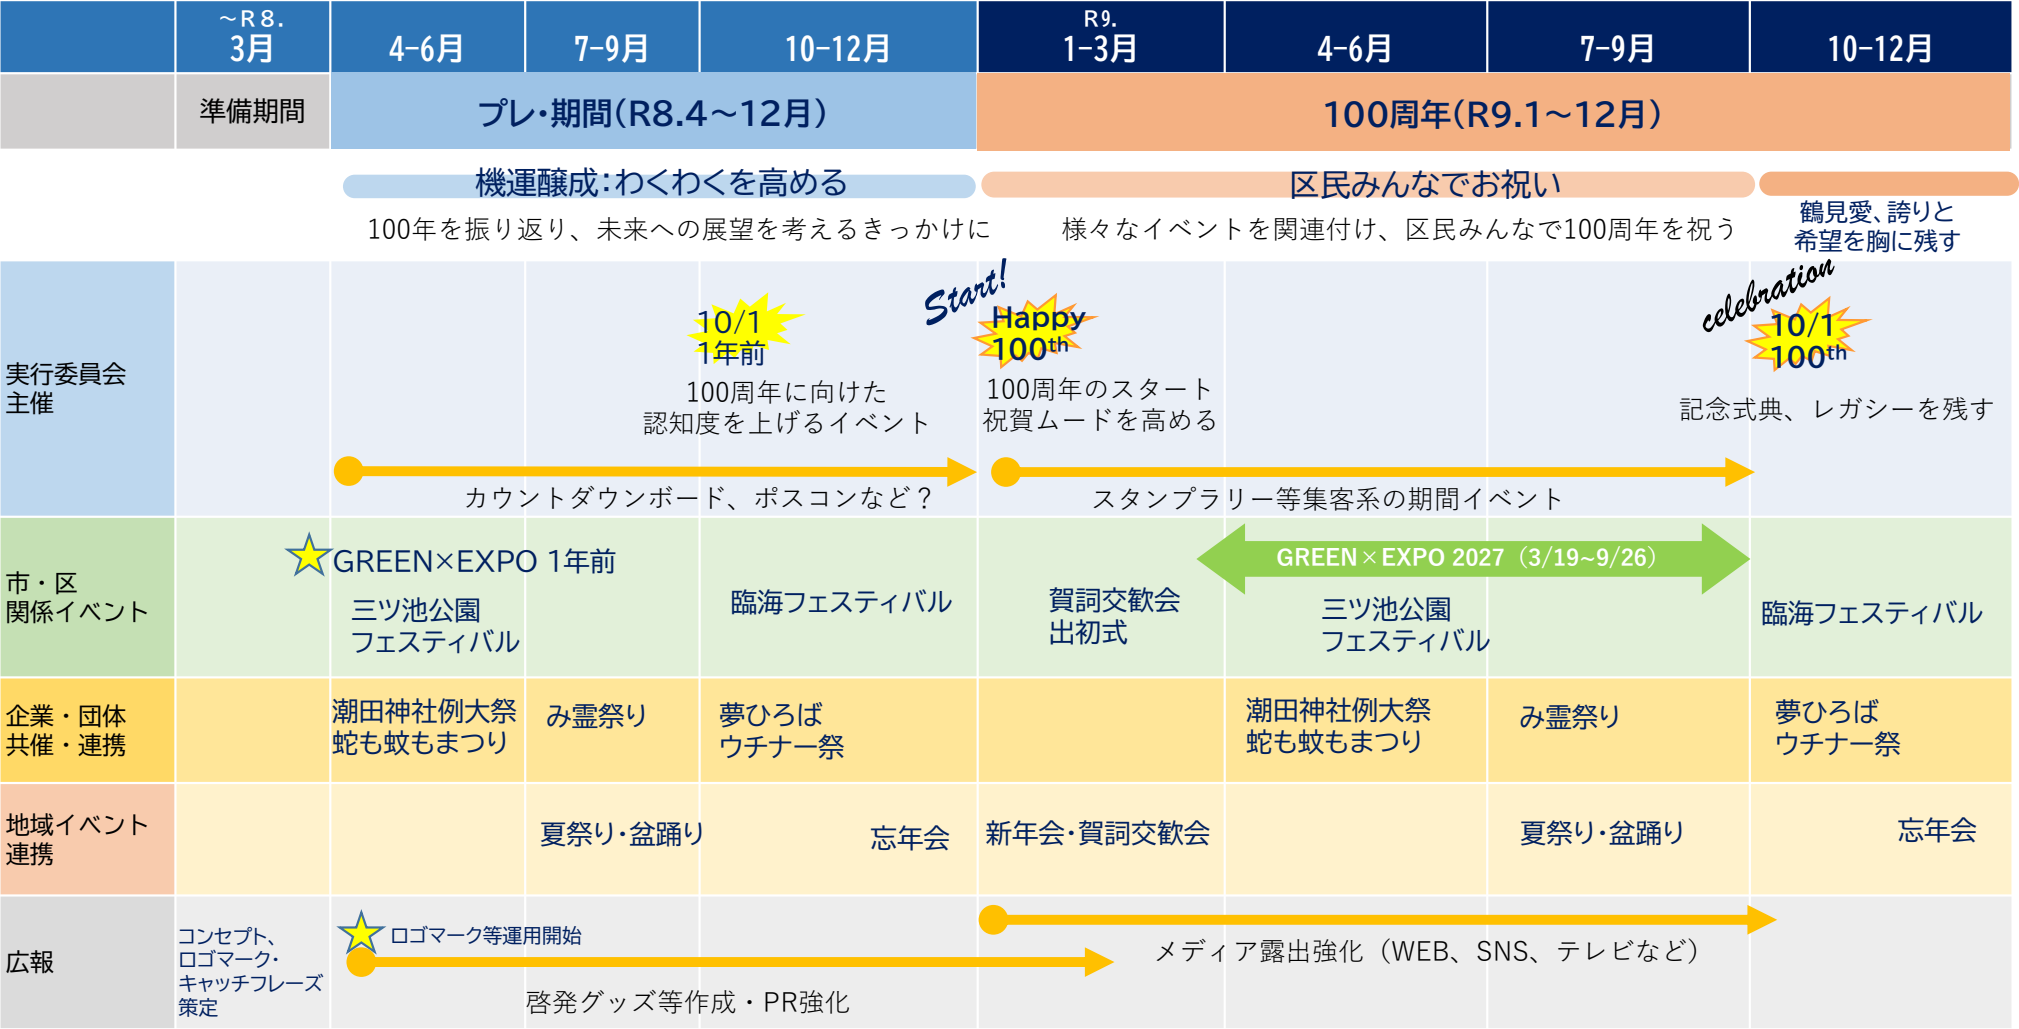 ～R８.
3月
4-6月
7-9月
10-12月
R9.
1-3月
4-6月
7-9月
10-12月
準備期間
プレ・期間（R8.4～12月）
100周年（R9.1～12月）
機運醸成：わくわくを高める
100年を振り返り、未来への展望を考えるきっかけに
区民みんなでお祝い
様々なイベントを関連付け、区民みんなで100周年を祝う
鶴見愛、誇りと
希望を胸に残す
実行委員会
主催
10/1
1年前
100周年に向けた
認知度を上げるイベント
Start!
Happy
100th
100周年のスタート
祝賀ムードを高める
celebration
10/1
100th
記念式典、レガシーを残す
カウントダウンボード、ポスコンなど？
スタンプラリー等集客系の期間イベント
市・区
関係イベント
GREEN×EXPO 1年前
三ツ池公園
フェスティバル
臨海フェスティバル
賀詞交歓会
出初式
GREEN×EXPO 2027（3/19~9/26）
三ツ池公園
フェスティバル
臨海フェスティバル
企業・団体
共催・連携
潮田神社例大祭
蛇も蚊もまつり
み霊祭り
夢ひろば
ウチナー祭
潮田神社例大祭
蛇も蚊もまつり
み霊祭り
夢ひろば
ウチナー祭
地域イベント
連携
夏祭り・盆踊り
忘年会
新年会・賀詞交歓会
夏祭り・盆踊り
忘年会
広報
コンセプト、
ロゴマーク・
キャッチフレーズ
策定
ロゴマーク等運用開始
啓発グッズ等作成・PR強化
メディア露出強化（WEB、SNS、テレビなど）